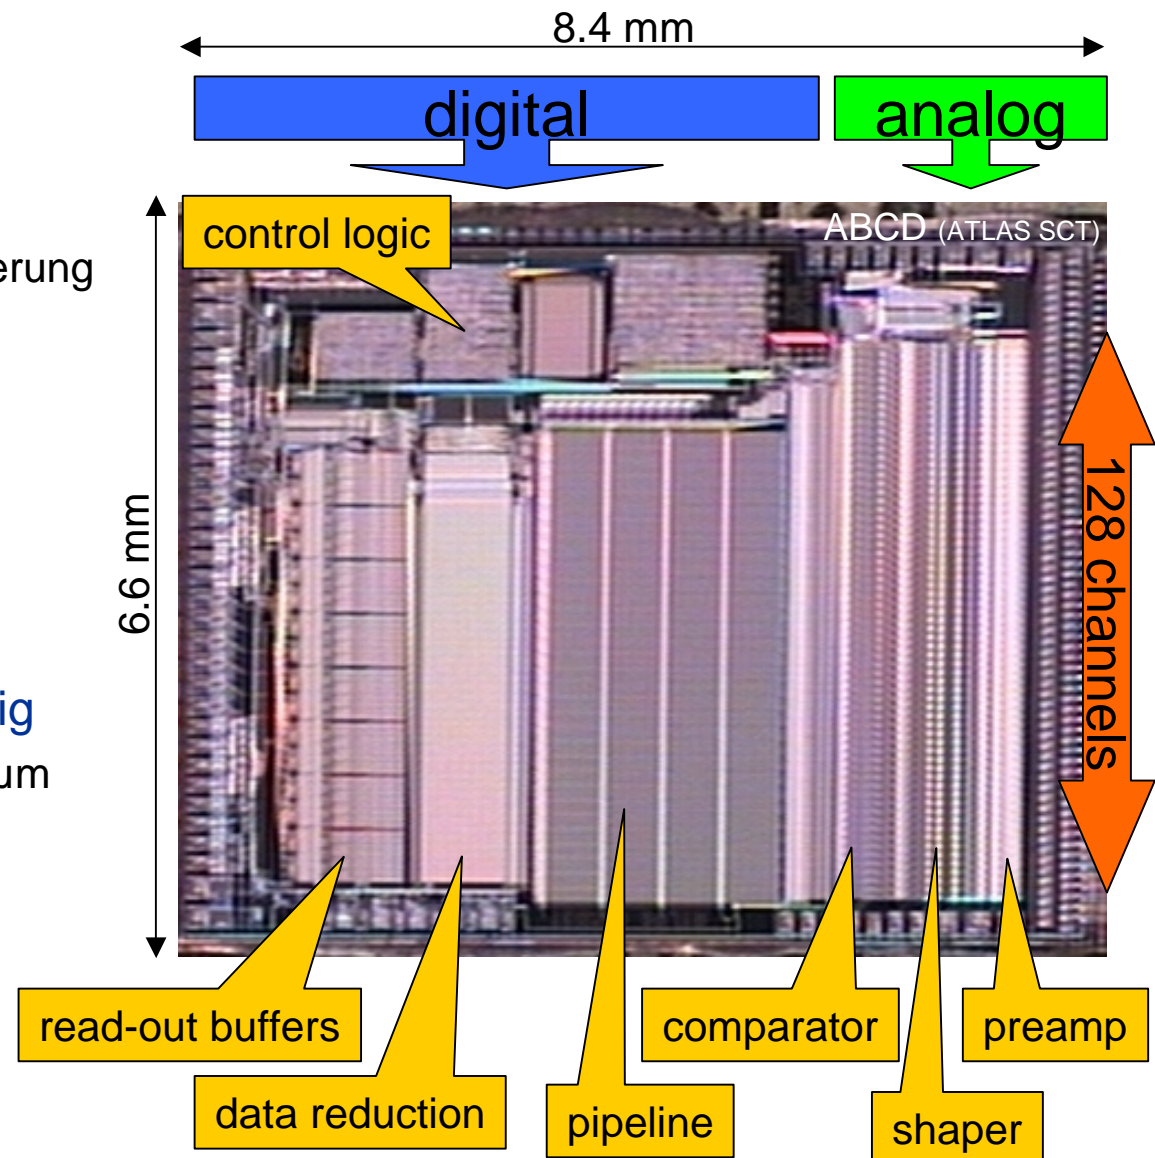 8.4 mm
digital
analog
control logic
ABCD (ATLAS SCT)
erung
6.6 mm
128 channels
ig
um
read-out buffers
comparator
preamp
data reduction
pipeline
shaper